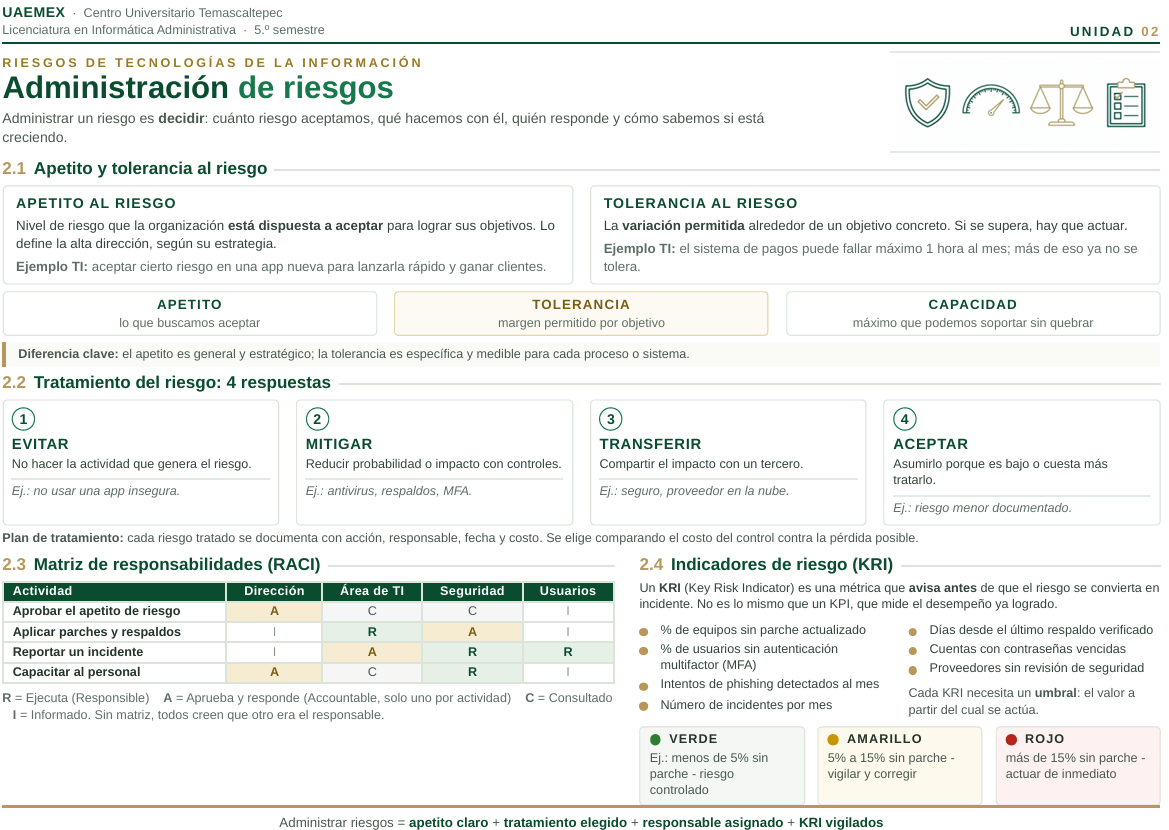 UAEMEX · Centro Universitario Temascaltepec
Licenciatura en Informática Administrativa · 5.º semestre
UNIDAD 02
RIESGOS DE TECNOLOGÍAS DE LA INFORMACIÓN
Administración de riesgos
Administrar un riesgo es decidir: cuánto riesgo aceptamos, qué hacemos con él, quién responde y cómo sabemos si está
creciendo.
2.1 Apetito y tolerancia al riesgo
APETITO AL RIESGO
Nivel de riesgo que la organización está dispuesta a aceptar para lograr sus objetivos. Lo
define la alta dirección, según su estrategia.
Ejemplo TI: aceptar cierto riesgo en una app nueva para lanzarla rápido y ganar clientes.
TOLERANCIA AL RIESGO
La variación permitida alrededor de un objetivo concreto. Si se supera, hay que actuar.
Ejemplo TI: el sistema de pagos puede fallar máximo 1 hora al mes; más de eso ya no se
tolera.
APETITO
lo que buscamos aceptar
TOLERANCIA
margen permitido por objetivo
CAPACIDAD
máximo que podemos soportar sin quebrar
Diferencia clave: el apetito es general y estratégico; la tolerancia es específica y medible para cada proceso o sistema.
2.2 Tratamiento del riesgo: 4 respuestas
1
EVITAR
No hacer la actividad que genera el riesgo.
Ej.: no usar una app insegura.
2
MITIGAR
Reducir probabilidad o impacto con controles.
Ej.: antivirus, respaldos, MFA.
3
TRANSFERIR
Compartir el impacto con un tercero.
Ej.: seguro, proveedor en la nube.
4
ACEPTAR
Asumirlo porque es bajo o cuesta más
tratarlo.
Ej.: riesgo menor documentado.
Plan de tratamiento: cada riesgo tratado se documenta con acción, responsable, fecha y costo. Se elige comparando el costo del control contra la pérdida posible.
2.3 Matriz de responsabilidades (RACI)
Actividad Dirección Área de TI Seguridad Usuarios
Aprobar el apetito de riesgo A C C I
Aplicar parches y respaldos I R A I
Reportar un incidente I A R R
Capacitar al personal A C R I
R = Ejecuta (Responsible) A = Aprueba y responde (Accountable, solo uno por actividad) C = Consultado
I = Informado. Sin matriz, todos creen que otro era el responsable.
2.4 Indicadores de riesgo (KRI)
Un KRI (Key Risk Indicator) es una métrica que avisa antes de que el riesgo se convierta en
incidente. No es lo mismo que un KPI, que mide el desempeño ya logrado.
% de equipos sin parche actualizado
% de usuarios sin autenticación
multifactor (MFA)
Intentos de phishing detectados al mes
Número de incidentes por mes
Días desde el último respaldo verificado
Cuentas con contraseñas vencidas
Proveedores sin revisión de seguridad
Cada KRI necesita un umbral: el valor a
partir del cual se actúa.
VERDE
Ej.: menos de 5% sin
parche - riesgo
controlado
AMARILLO
5% a 15% sin parche -
vigilar y corregir
ROJO
más de 15% sin parche -
actuar de inmediato
Administrar riesgos = apetito claro + tratamiento elegido + responsable asignado + KRI vigilados